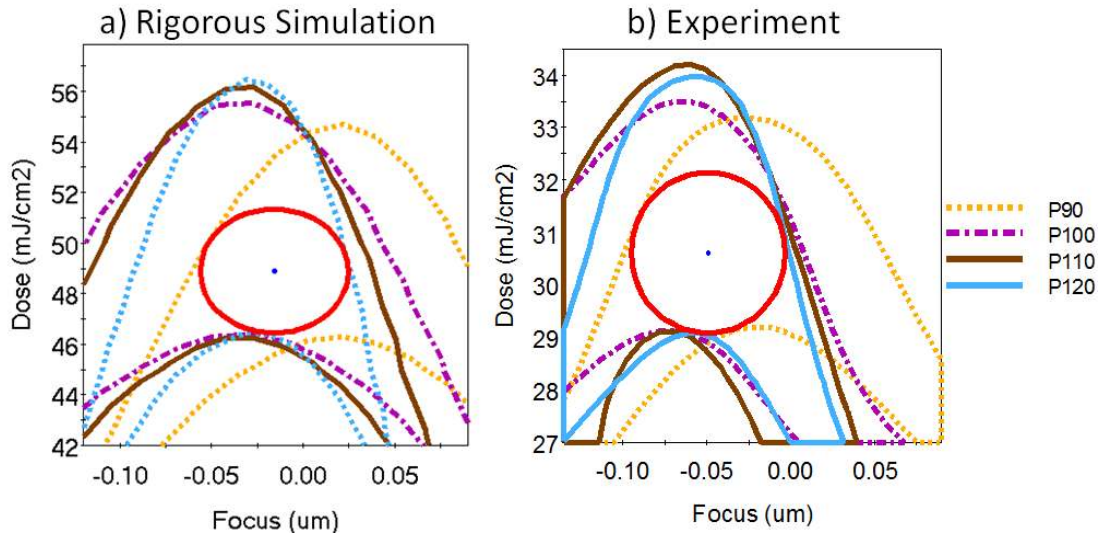 a) Rigorous Simulation
b) Experiment
56
54
52
50
48
46
44
42
Dose (mJ/cm2)
-0.10
-0.05
0.00
0.05
Focus (um)
34
33
32
31
30
29
28
27
Dose (mJ/cm2)
-0.10
-0.05
0.00
0.05
Focus (um)
P90
P100
P110
P120